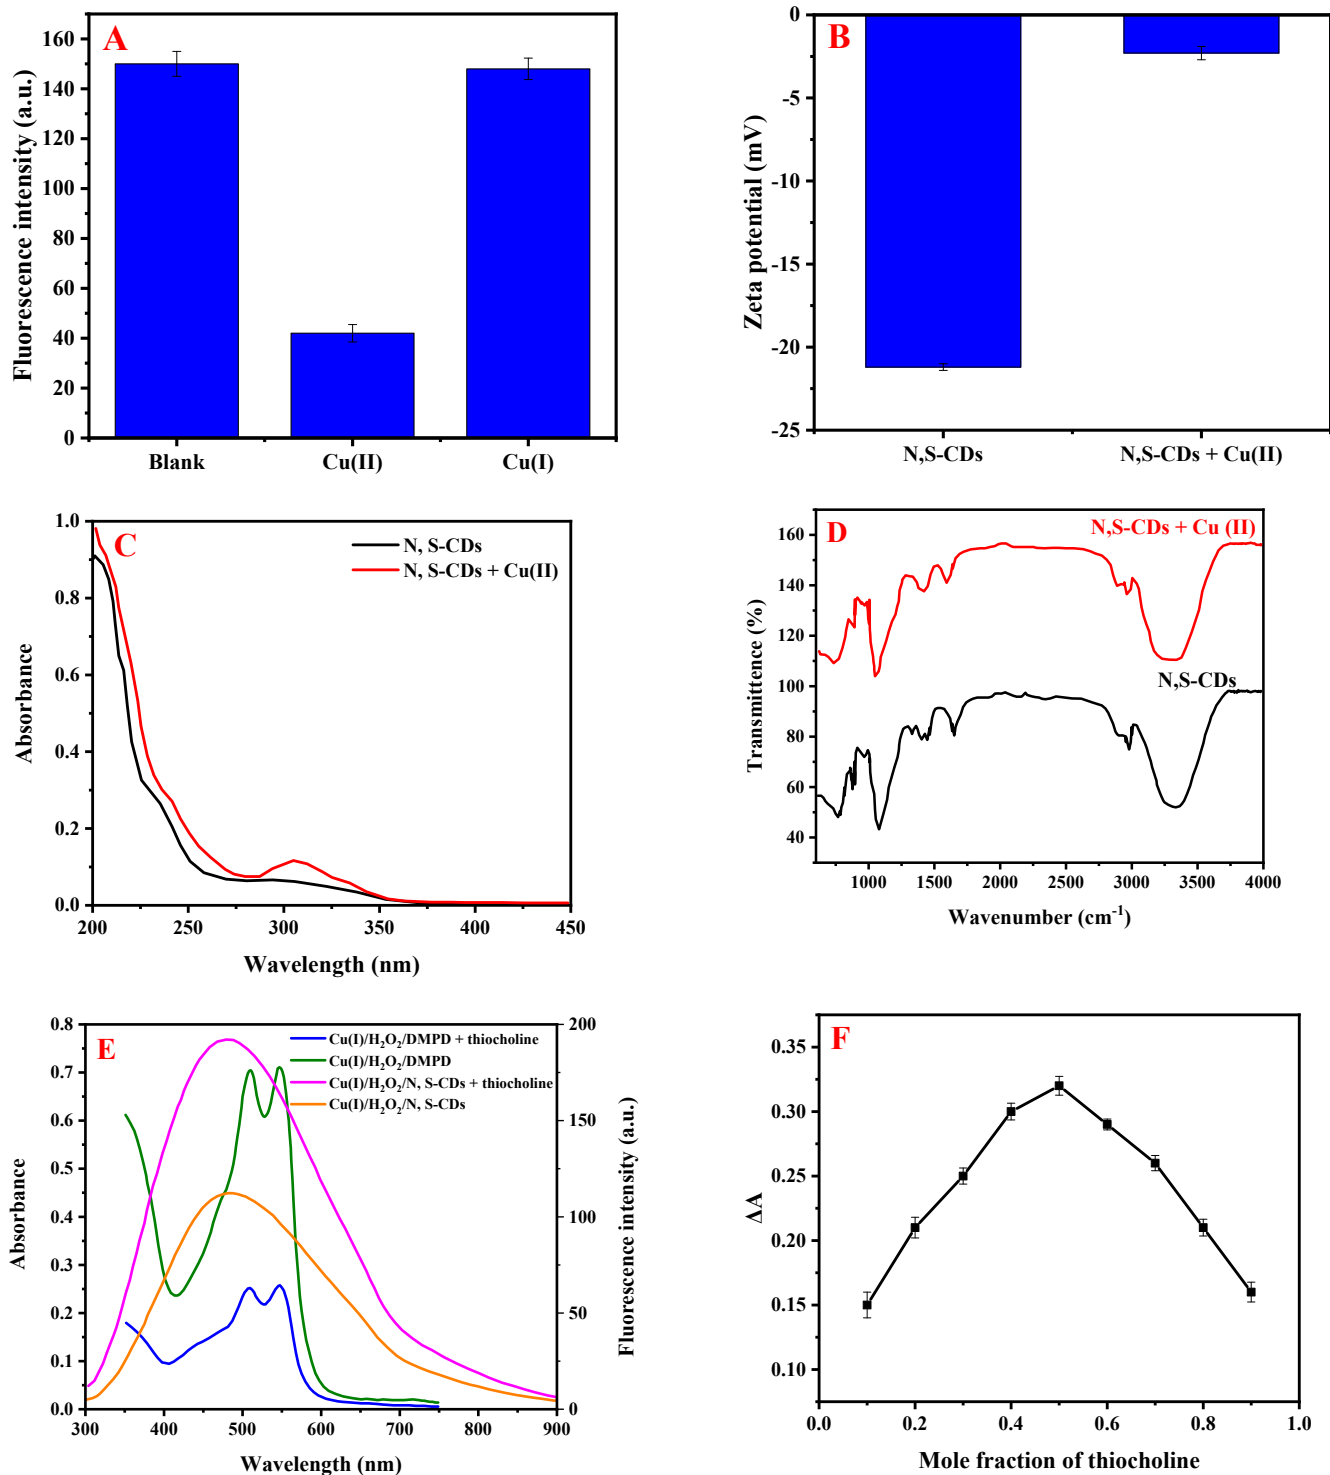 A
Fluorescence intensity (a.u.)
160
140
120
100
80
60
40
20
0
Blank
Cu(II)
Cu(I)
B
Zeta potential (mV)
0
-5
-10
-15
-20
-25
N,S-CDs
N,S-CDs + Cu(II)
C
N, S-CDs
N, S-CDs + Cu(II)
Absorbance
1.0
0.8
0.6
0.4
0.2
0.0
200
250
300
350
400
450
Wavelength (nm)
D
N,S-CDs + Cu (II)
N,S-CDs
Transmittence (%)
160
140
120
100
80
60
40
1000
1500
2000
2500
3000
3500
4000
Wavenumber (cm⁻¹)
E
Cu(I)/H₂O₂/DMPD + thiocholine
Cu(I)/H₂O₂/DMPD
Cu(I)/H₂O₂/N, S-CDs + thiocholine
Cu(I)/H₂O₂/N, S-CDs
Absorbance
0.8
0.7
0.6
0.5
0.4
0.3
0.2
0.1
0.0
300
400
500
600
700
800
900
Wavelength (nm)
200
150
100
50
0
Fluorescence intensity (a.u.)
F
ΔA
0.35
0.30
0.25
0.20
0.15
0.10
0.0
0.2
0.4
0.6
0.8
1.0
Mole fraction of thiocholine